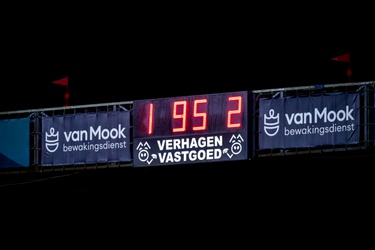 van Mook
bewakingsdienst
1 95 2
VERHAGEN
VASTGOED
van Mook
bewakingsdienst